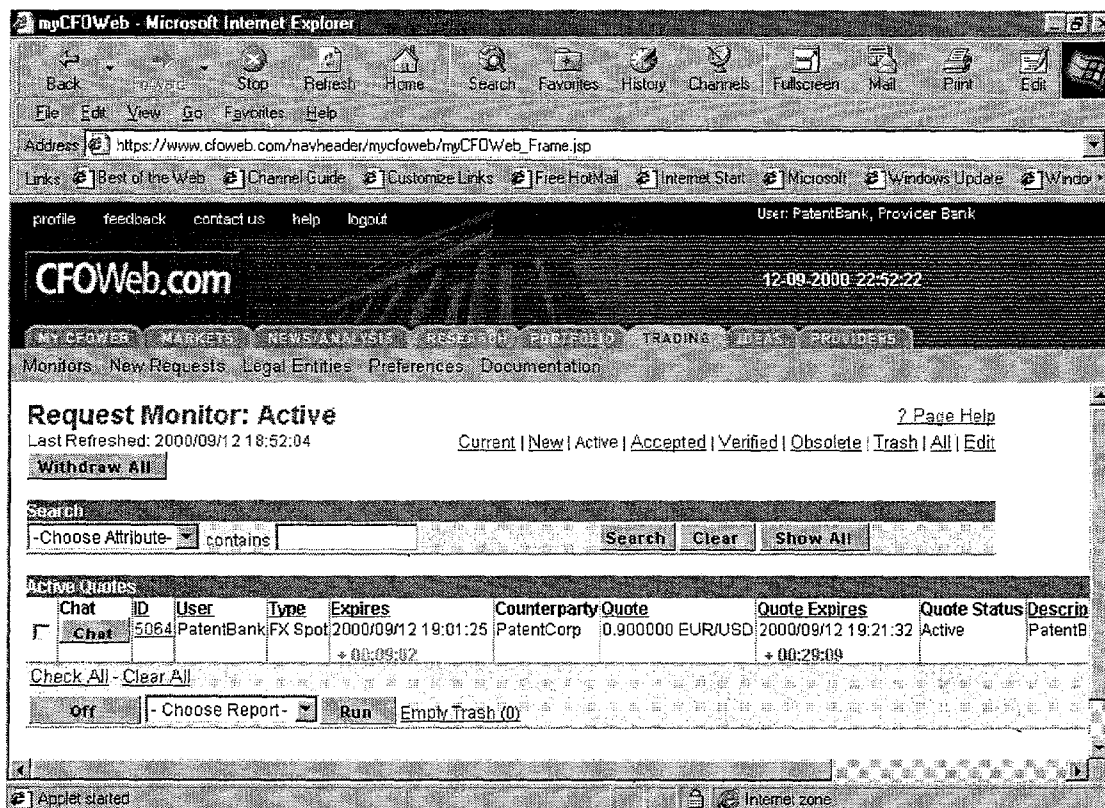 myCFOWeb - Microsoft Internet Explorer
Back Forward Stop Refresh Home Search Favorites History Channels Fullscreen Mail Print Edit
File Edit View Go Favorites Help
Address https://www.cfoweb.com/navheader/mycfoweb/myCFOWeb_Frame.jsp
Links Best of the Web Channel Guide Customize Links Free HotMail Internet Start Microsoft Windows Update Window
profile feedback contact us help logout User: PatentBank, Provider Bank
CFOWeb.com 12-09-2000 22:52:22
MY CFOWEB MARKETS NEWS/ANALYSIS RESEARCH PORTFOLIO TRADING IDEAS PROVIDERS
Monitors New Requests Legal Entities Preferences Documentation
Request Monitor: Active ? Page Help
Last Refreshed: 2000/09/12 18:52:04 Current | New | Active | Accepted | Verified | Obsolete | Trash | All | Edit
Withdraw All
Search
-Choose Attribute- contains Search Clear Show All
Active Quotes
Chat ID User Type Expires Counterparty Quote Quote Expires Quote Status Descrip
Chat 5064 PatentBank FX Spot 2000/09/12 19:01:25 PatentCorp 0.900000 EUR/USD 2000/09/12 19:21:32 Active PatentB
+ 00:09:02 + 00:29:09
Check All - Clear All
Off - Choose Report - Run Empty Trash (0)
Applet started Internet zone